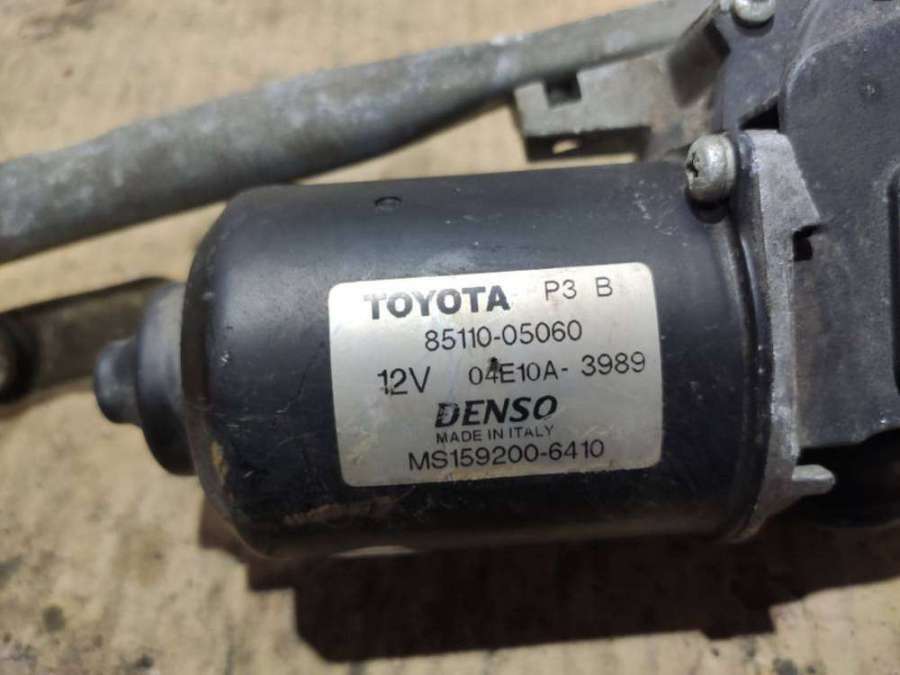 TOYOTA P3 B
85110-05060
12V 04E10A-3989
DENSO
MADE IN ITALY
MS159200-6410